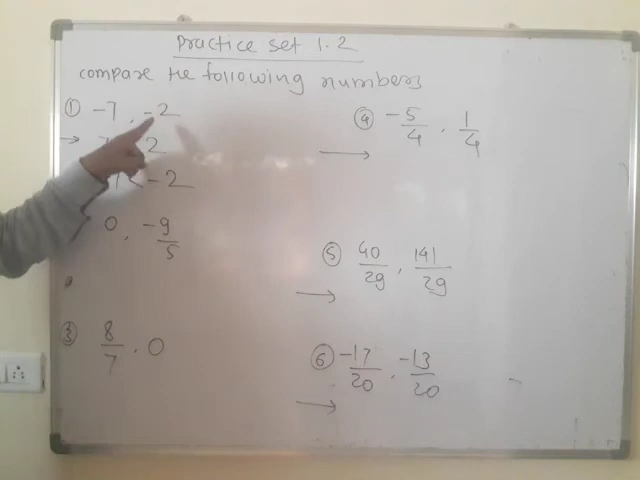 Practice set 1.2
compare the following numbers
① -7, -2
→ 2
< -2
0, -9/5
③ 8/7, 0
④ -5/4, 1/4
→
⑤ 40/29, 141/29
→
⑥ -17/20, -13/20
→